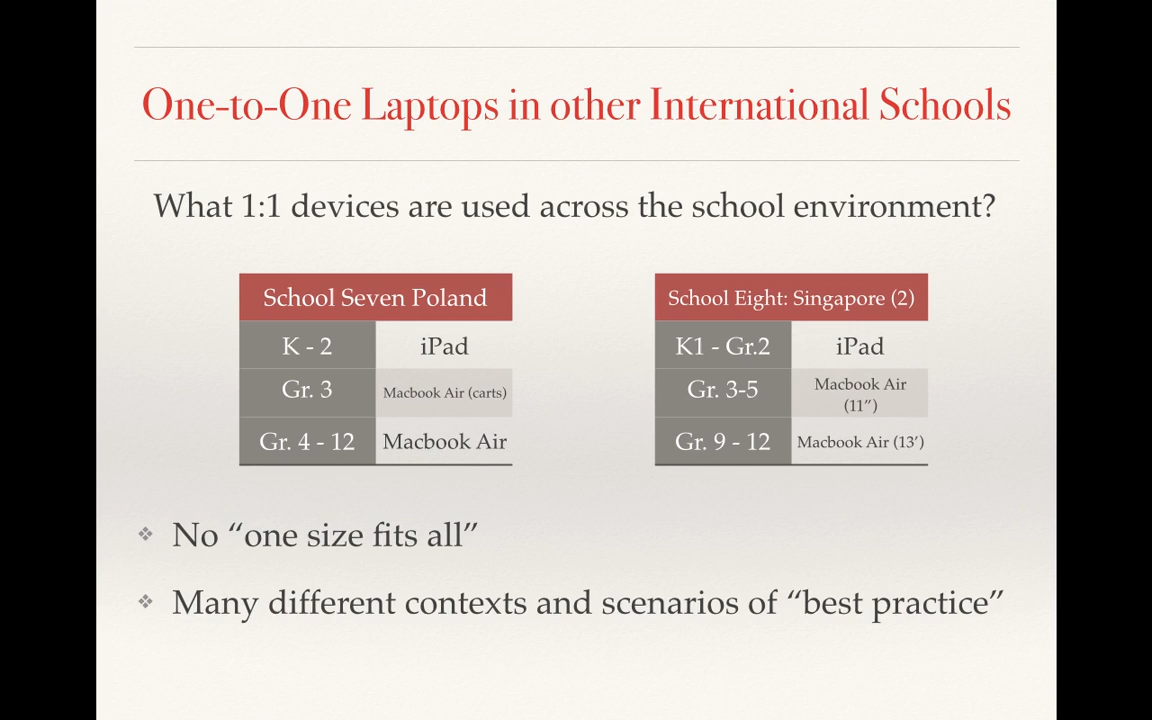 One-to-One Laptops in other International Schools
What 1:1 devices are used across the school environment?
School Seven Poland
K - 2 iPad
Gr. 3 Macbook Air (carts)
Gr. 4 - 12 Macbook Air
School Eight: Singapore (2)
K1 - Gr.2 iPad
Gr. 3-5 Macbook Air
(11”)
Gr. 9 - 12 Macbook Air (13’)
❖ No “one size fits all”
❖ Many different contexts and scenarios of “best practice”